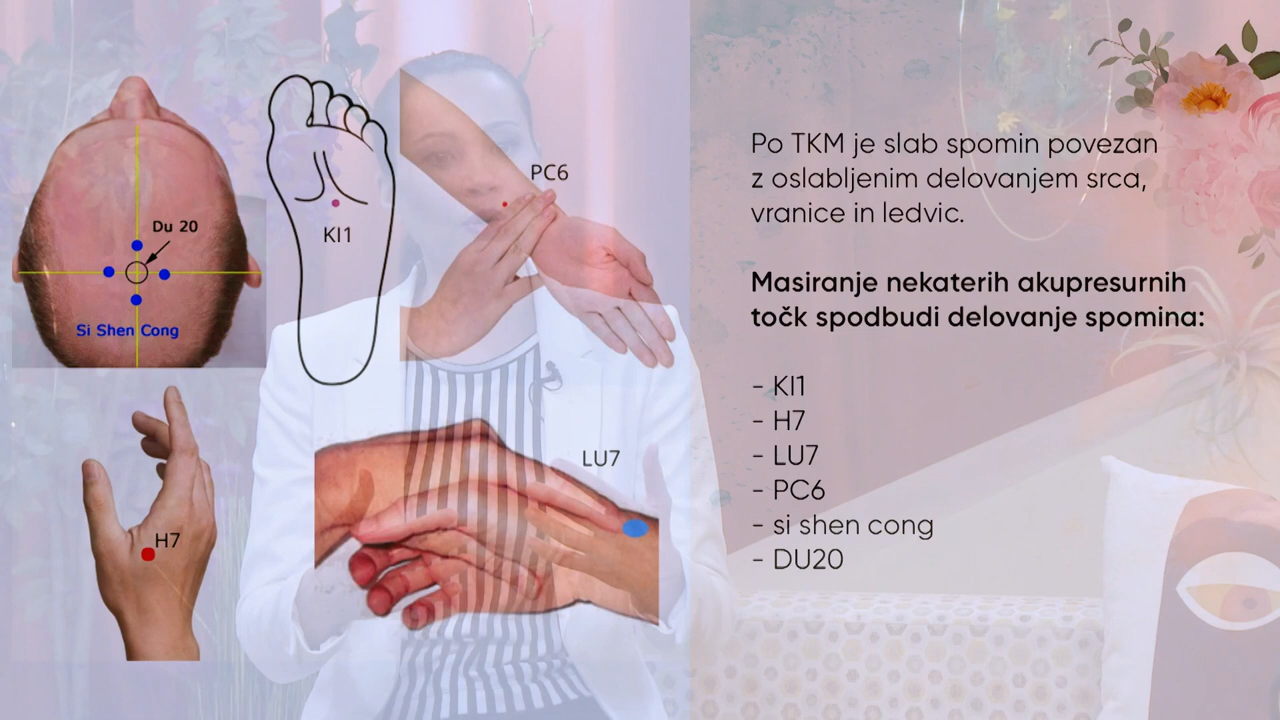 Du 20
Si Shen Cong
KI1
PC6
H7
LU7
Po TKM je slab spomin povezan
z oslabljenim delovanjem srca,
vranice in ledvic.
Masiranje nekaterih akupresurnih
točk spodbudi delovanje spomina:
- KI1
- H7
- LU7
- PC6
- si shen cong
- DU20